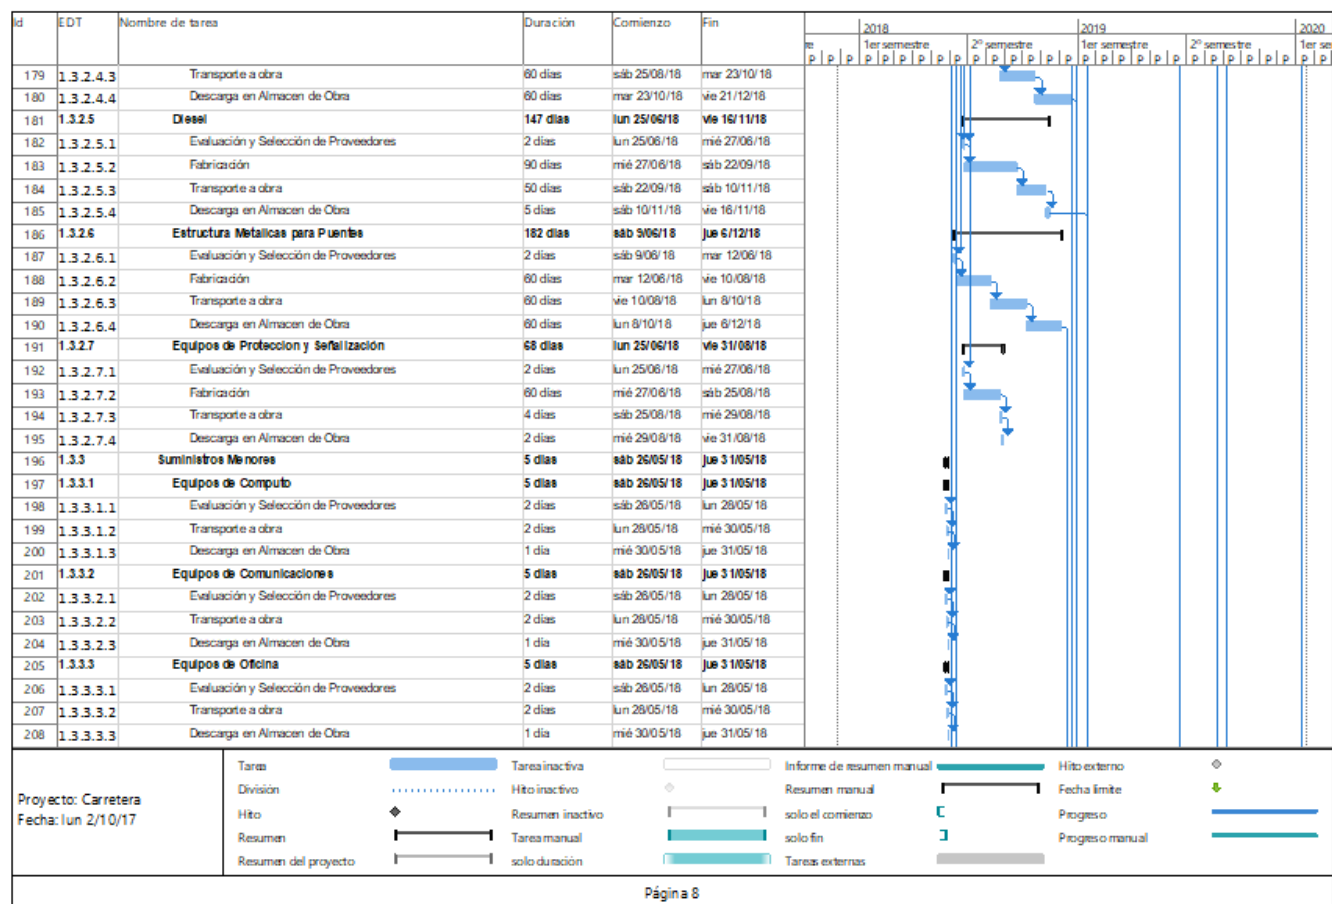 Id EDT Nombre de tarea Duración Comienzo Fin
2018 2019 2020
re 1er semestre 2º semestre 1er semestre 2º semestre 1er se
P P P P P P P P P P P P P P P P P P P P P P P P
179 1.3.2.4.3 Transporte a obra 60 días sáb 25/08/18 mar 23/10/18
180 1.3.2.4.4 Descarga en Almacen de Obra 60 días mar 23/10/18 vie 21/12/18
181 1.3.2.5 Diesel 147 días lun 25/06/18 vie 16/11/18
182 1.3.2.5.1 Evaluación y Selección de Proveedores 2 días lun 25/06/18 mié 27/06/18
183 1.3.2.5.2 Fabricación 90 días mié 27/06/18 sáb 22/09/18
184 1.3.2.5.3 Transporte a obra 50 días sáb 22/09/18 sáb 10/11/18
185 1.3.2.5.4 Descarga en Almacen de Obra 5 días sáb 10/11/18 vie 16/11/18
186 1.3.2.6 Estructura Metalicas para Puentes 182 días sáb 9/06/18 jue 6/12/18
187 1.3.2.6.1 Evaluación y Selección de Proveedores 2 días sáb 9/06/18 mar 12/06/18
188 1.3.2.6.2 Fabricación 60 días mar 12/06/18 vie 10/08/18
189 1.3.2.6.3 Transporte a obra 60 días vie 10/08/18 lun 8/10/18
190 1.3.2.6.4 Descarga en Almacen de Obra 60 días lun 8/10/18 jue 6/12/18
191 1.3.2.7 Equipos de Proteccion y Señalización 68 días lun 25/06/18 vie 31/08/18
192 1.3.2.7.1 Evaluación y Selección de Proveedores 2 días lun 25/06/18 mié 27/06/18
193 1.3.2.7.2 Fabricación 60 días mié 27/06/18 sáb 25/08/18
194 1.3.2.7.3 Transporte a obra 4 días sáb 25/08/18 mié 29/08/18
195 1.3.2.7.4 Descarga en Almacen de Obra 2 días mié 29/08/18 vie 31/08/18
196 1.3.3 Suministros Menores 5 días sáb 26/05/18 jue 31/05/18
197 1.3.3.1 Equipos de Computo 5 días sáb 26/05/18 jue 31/05/18
198 1.3.3.1.1 Evaluación y Selección de Proveedores 2 días sáb 26/05/18 lun 28/05/18
199 1.3.3.1.2 Transporte a obra 2 días lun 28/05/18 mié 30/05/18
200 1.3.3.1.3 Descarga en Almacen de Obra 1 día mié 30/05/18 jue 31/05/18
201 1.3.3.2 Equipos de Comunicaciones 5 días sáb 26/05/18 jue 31/05/18
202 1.3.3.2.1 Evaluación y Selección de Proveedores 2 días sáb 26/05/18 lun 28/05/18
203 1.3.3.2.2 Transporte a obra 2 días lun 28/05/18 mié 30/05/18
204 1.3.3.2.3 Descarga en Almacen de Obra 1 día mié 30/05/18 jue 31/05/18
205 1.3.3.3 Equipos de Oficina 5 días sáb 26/05/18 jue 31/05/18
206 1.3.3.3.1 Evaluación y Selección de Proveedores 2 días sáb 26/05/18 lun 28/05/18
207 1.3.3.3.2 Transporte a obra 2 días lun 28/05/18 mié 30/05/18
208 1.3.3.3.3 Descarga en Almacen de Obra 1 día mié 30/05/18 jue 31/05/18
Proyecto: Carretera
Fecha: lun 2/10/17
Tarea
División
Hito
Resumen
Resumen del proyecto
Tarea inactiva
Hito inactivo
Resumen inactivo
Tarea manual
solo duración
Informe de resumen manual
Resumen manual
solo el comienzo
solo fin
Tareas externas
Hito externo
Fecha límite
Progreso
Progreso manual
Página 8